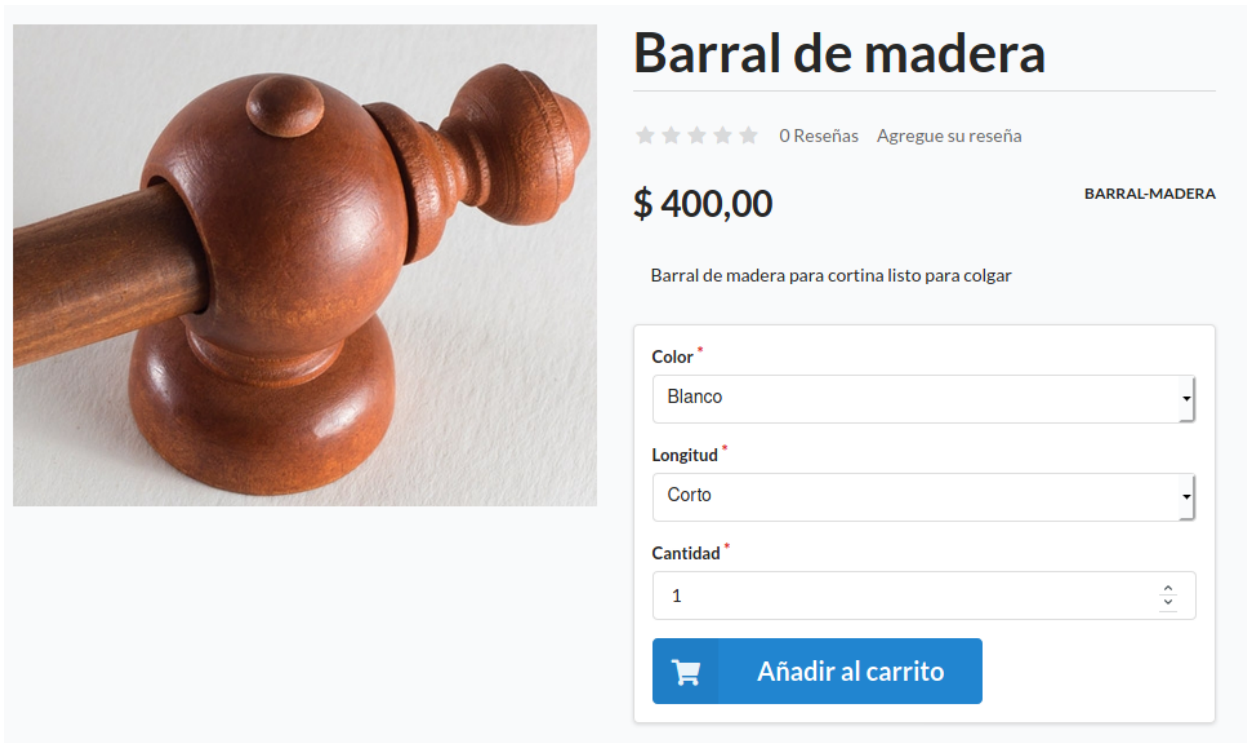 Barral de madera
0 Reseñas Agregue su reseña
$ 400,00
BARRAL-MADERA
Barral de madera para cortina listo para colgar
Color *
Blanco
Longitud *
Corto
Cantidad *
1
Añadir al carrito